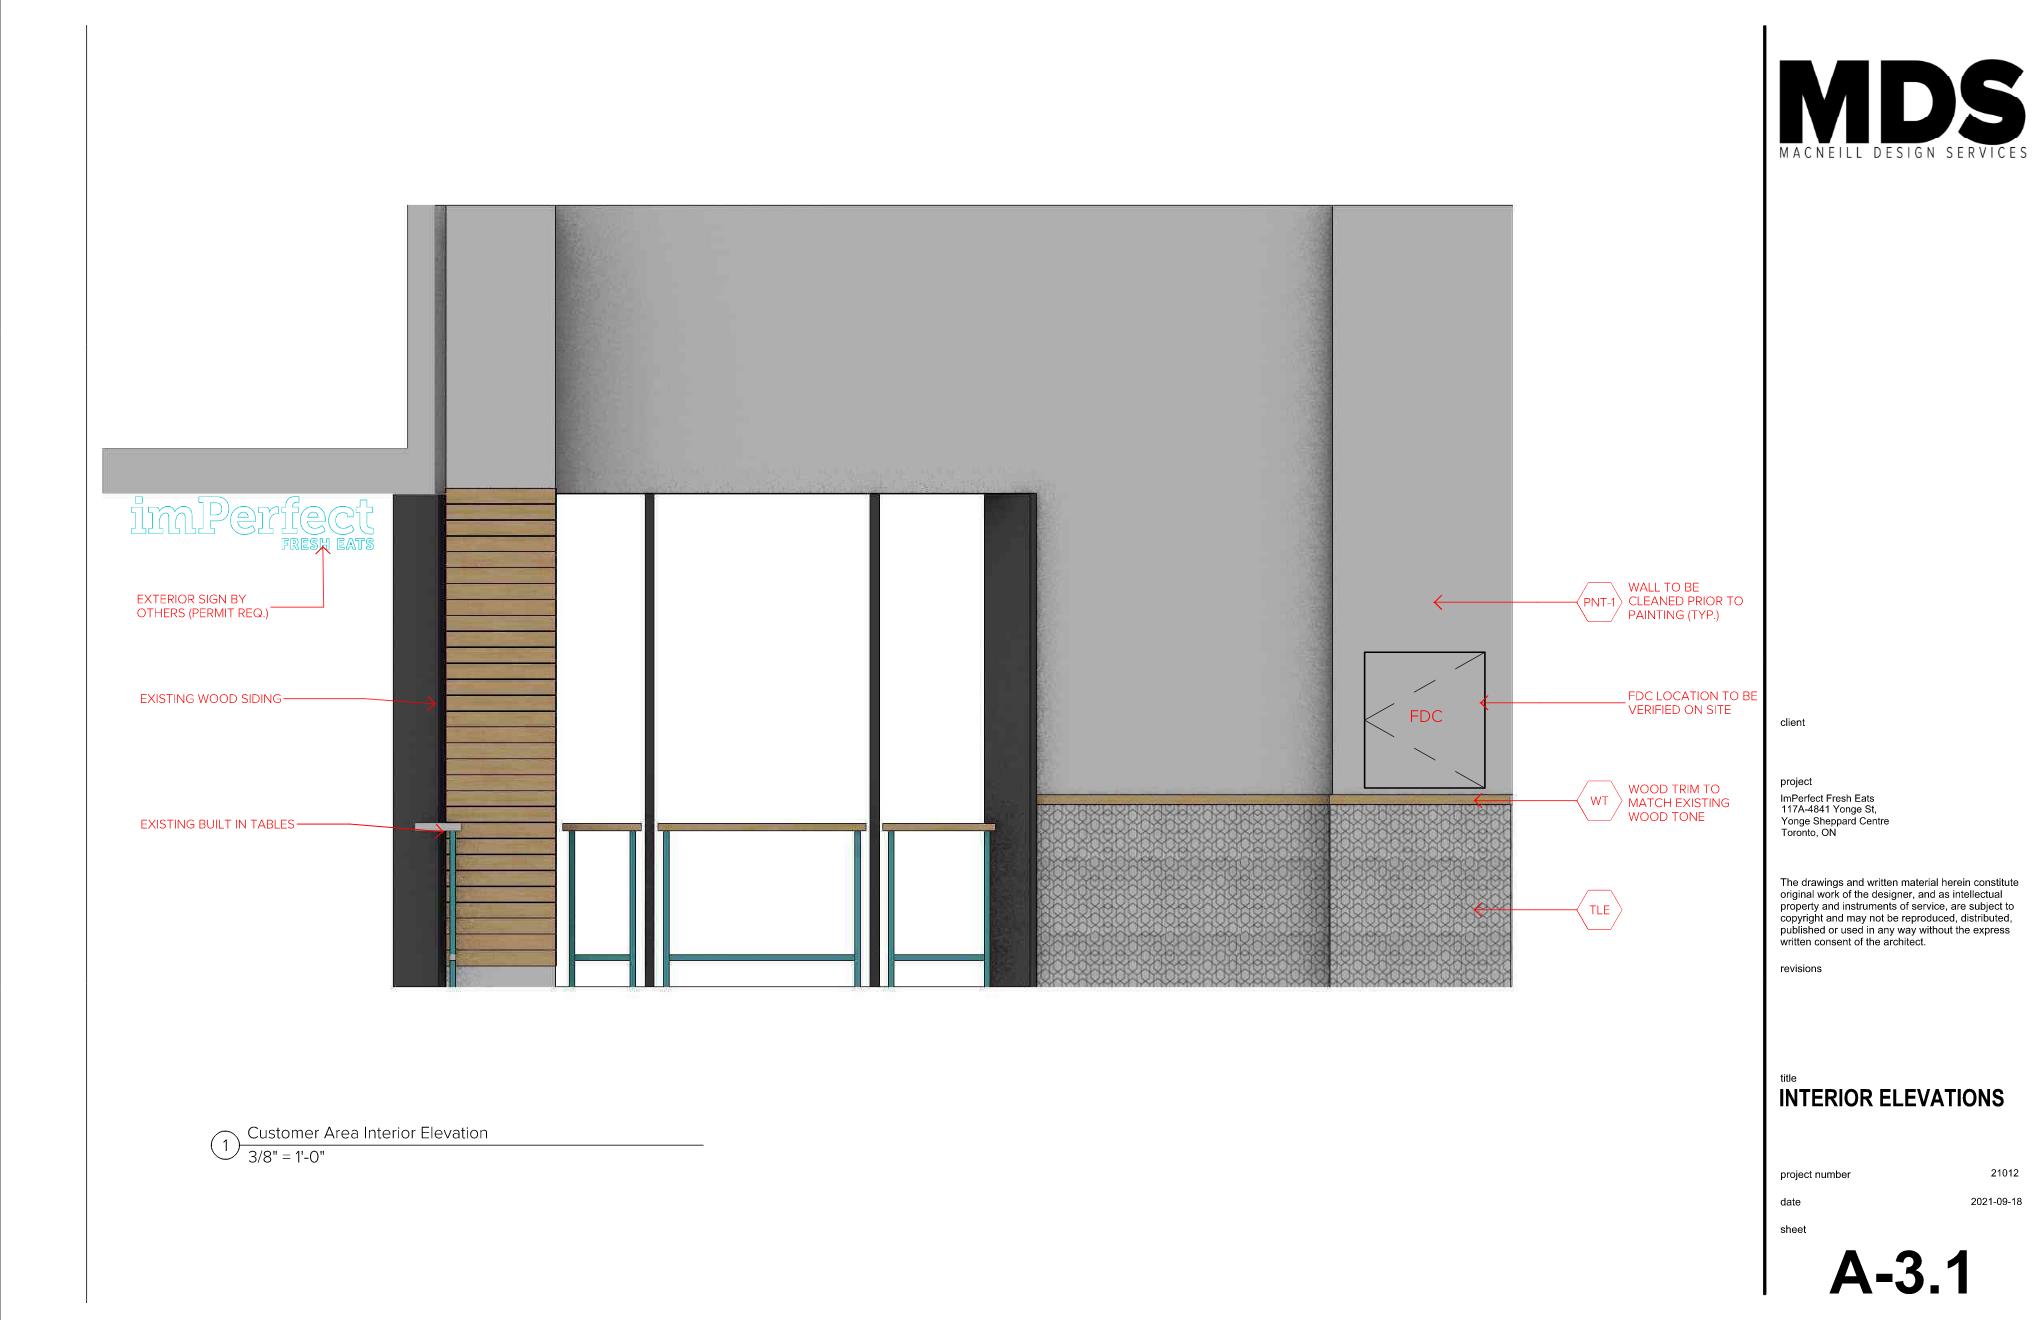 MDS
MACNEILL DESIGN SERVICES
imPerfect
FRESH EATS
EXTERIOR SIGN BY
OTHERS (PERMIT REQ.)
EXISTING WOOD SIDING
EXISTING BUILT IN TABLES
PNT-1
WALL TO BE
CLEANED PRIOR TO
PAINTING (TYP.)
FDC
FDC LOCATION TO BE
VERIFIED ON SITE
WT
WOOD TRIM TO
MATCH EXISTING
WOOD TONE
TLE
1
Customer Area Interior Elevation
3/8" = 1'-0"
client
project
ImPerfect Fresh Eats
117A-4841 Yonge St,
Yonge Sheppard Centre
Toronto, ON
The drawings and written material herein constitute
original work of the designer, and as intellectual
property and instruments of service, are subject to
copyright and may not be reproduced, distributed,
published or used in any way without the express
written consent of the architect.
revisions
title
INTERIOR ELEVATIONS
project number 21012
date 2021-09-18
sheet
A-3.1